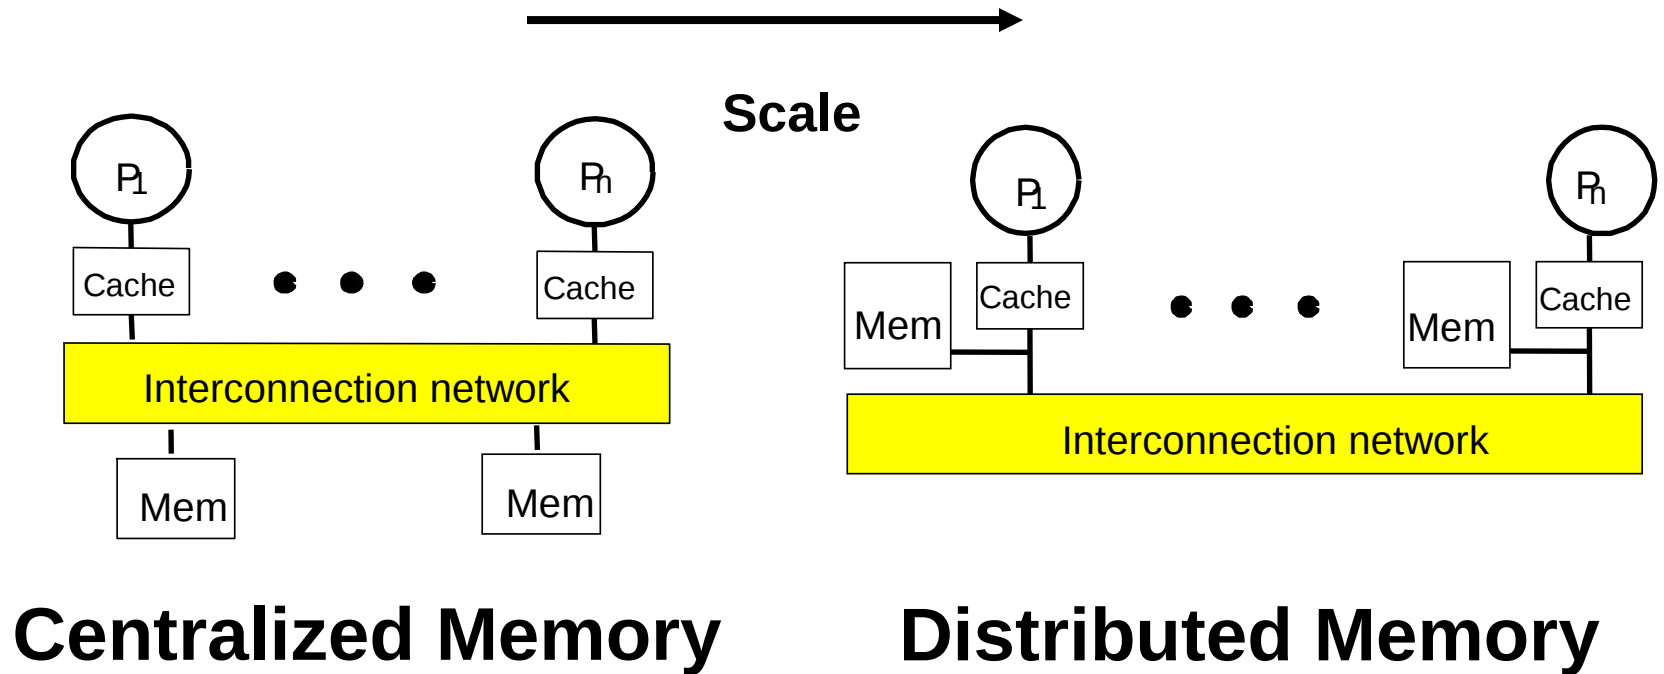 Scale
P1
Pn
Cache
Cache
Interconnection network
Mem
Mem
Centralized Memory
P1
Pn
Mem
Cache
Mem
Cache
Interconnection network
Distributed Memory